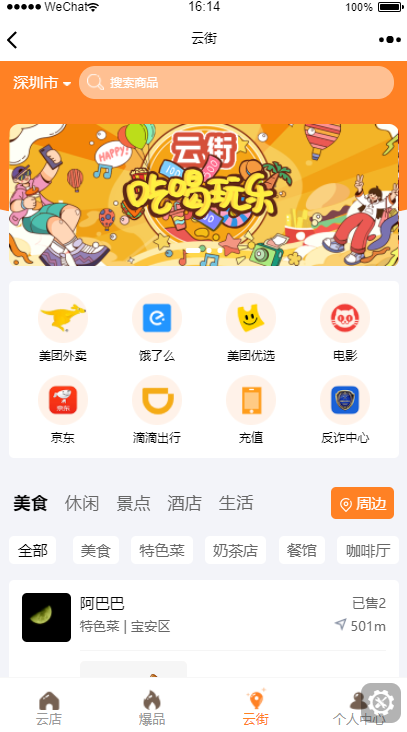 WeChat 16:14 100%
云街
深圳市 搜索商品
HAPPY!
云街
吃喝玩乐
美团外卖 饿了么 美团优选 电影
京东
京东 滴滴出行 充值 反诈中心
美食 休闲 景点 酒店 生活 周边
全部 美食 特色菜 奶茶店 餐馆 咖啡厅
阿巴巴 已售2
特色菜 | 宝安区 501m
云店 爆品 云街 个人中心